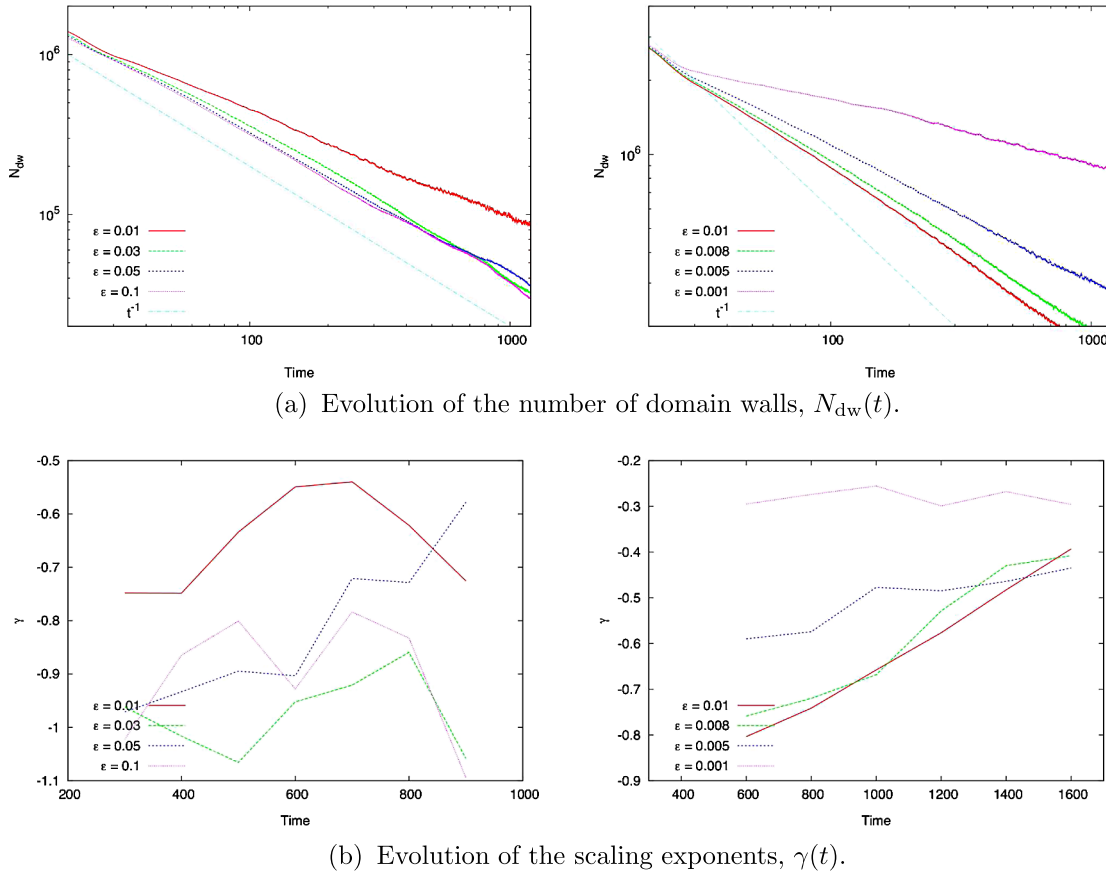 10^6
10^5
N_dw
ε = 0.01
ε = 0.03
ε = 0.05
ε = 0.1
t^-1
100
1000
Time
10^6
N_dw
ε = 0.01
ε = 0.008
ε = 0.005
ε = 0.001
t^-1
100
1000
Time
(a) Evolution of the number of domain walls, N_dw(t).
-0.5
-0.6
-0.7
-0.8
-0.9
-1
-1.1
γ
ε = 0.01
ε = 0.03
ε = 0.05
ε = 0.1
200 400 600 800 1000
Time
-0.2
-0.3
-0.4
-0.5
-0.6
-0.7
-0.8
-0.9
γ
ε = 0.01
ε = 0.008
ε = 0.005
ε = 0.001
400 600 800 1000 1200 1400 1600
Time
(b) Evolution of the scaling exponents, γ(t).